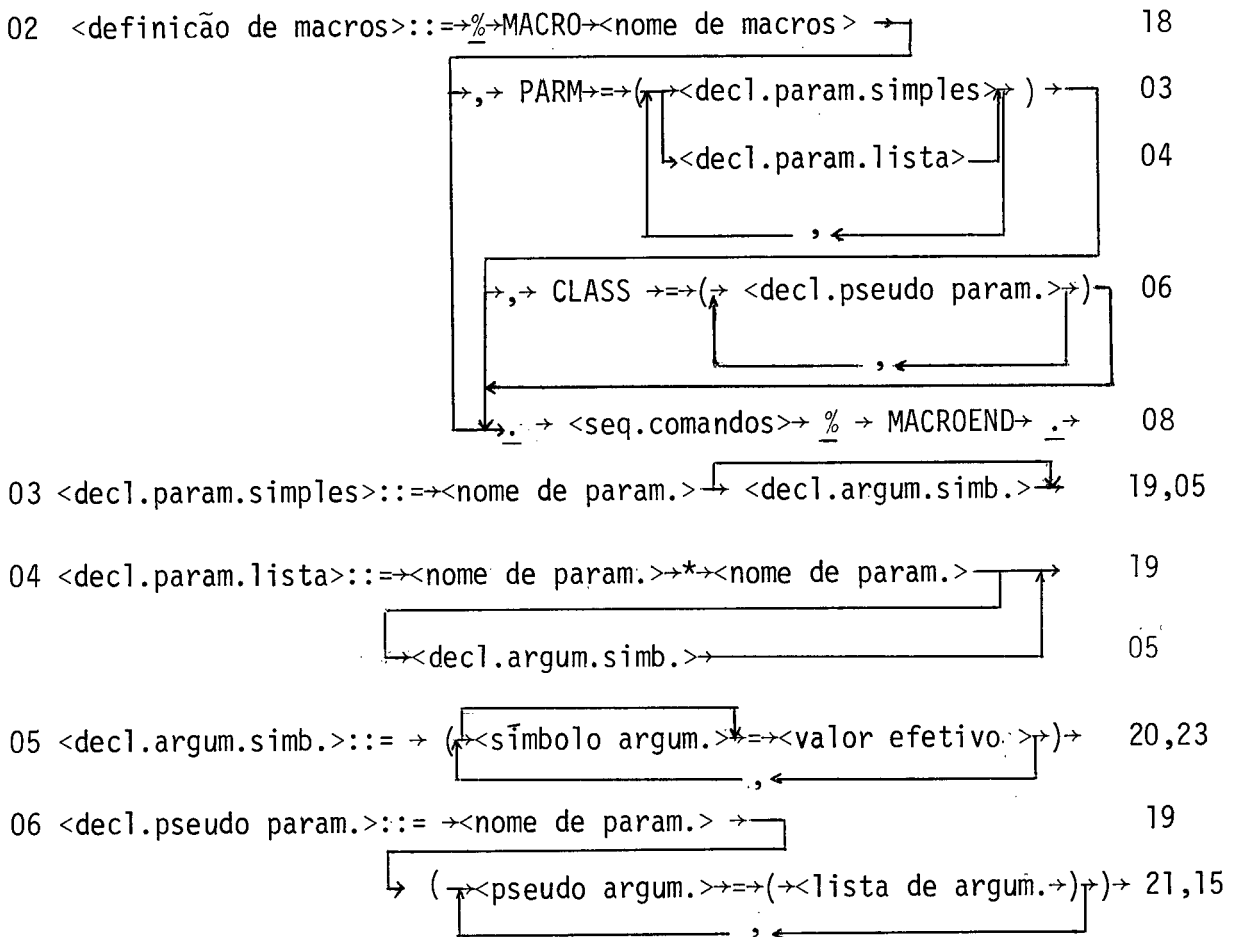 02 <definicão de macros>::=→%→MACRO→<nome de macros> → 18
→,→ PARM→=→(→<decl.param.simples>→) → 03
→<decl.param.lista> 04
, ←
→,→ CLASS →=→(→ <decl.pseudo param.>→) 06
, ←
→. → <seq.comandos>→ % → MACROEND→ .→ 08
03 <decl.param.simples>::=→<nome de param.>→ <decl.argum.simb.>→ 19,05
04 <decl.param.lista>::=→<nome de param.>→*→<nome de param.>→ 19
→<decl.argum.simb.>→ 05
05 <decl.argum.simb.>::= → (→<símbolo argum.>→=→<valor efetivo >→)→ 20,23
, ←
06 <decl.pseudo param.>::= →<nome de param.> → 19
→ (→<pseudo argum.>→=→(→<lista de argum.→)→)→ 21,15
, ←